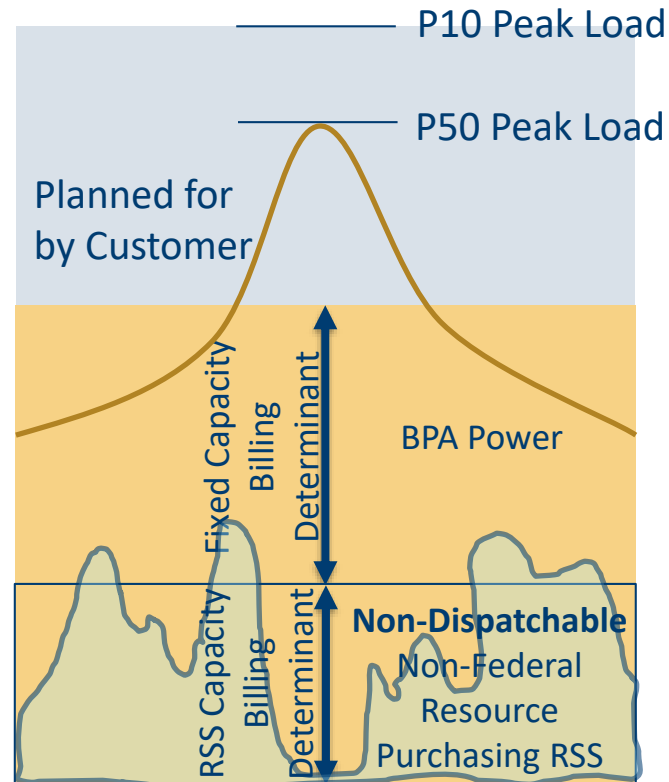 P10 Peak Load
P50 Peak Load
Planned for
by Customer
Fixed Capacity
Billing
Determinant
BPA Power
RSS Capacity
Billing
Determinant
Non-Dispatchable
Non-Federal
Resource
Purchasing RSS